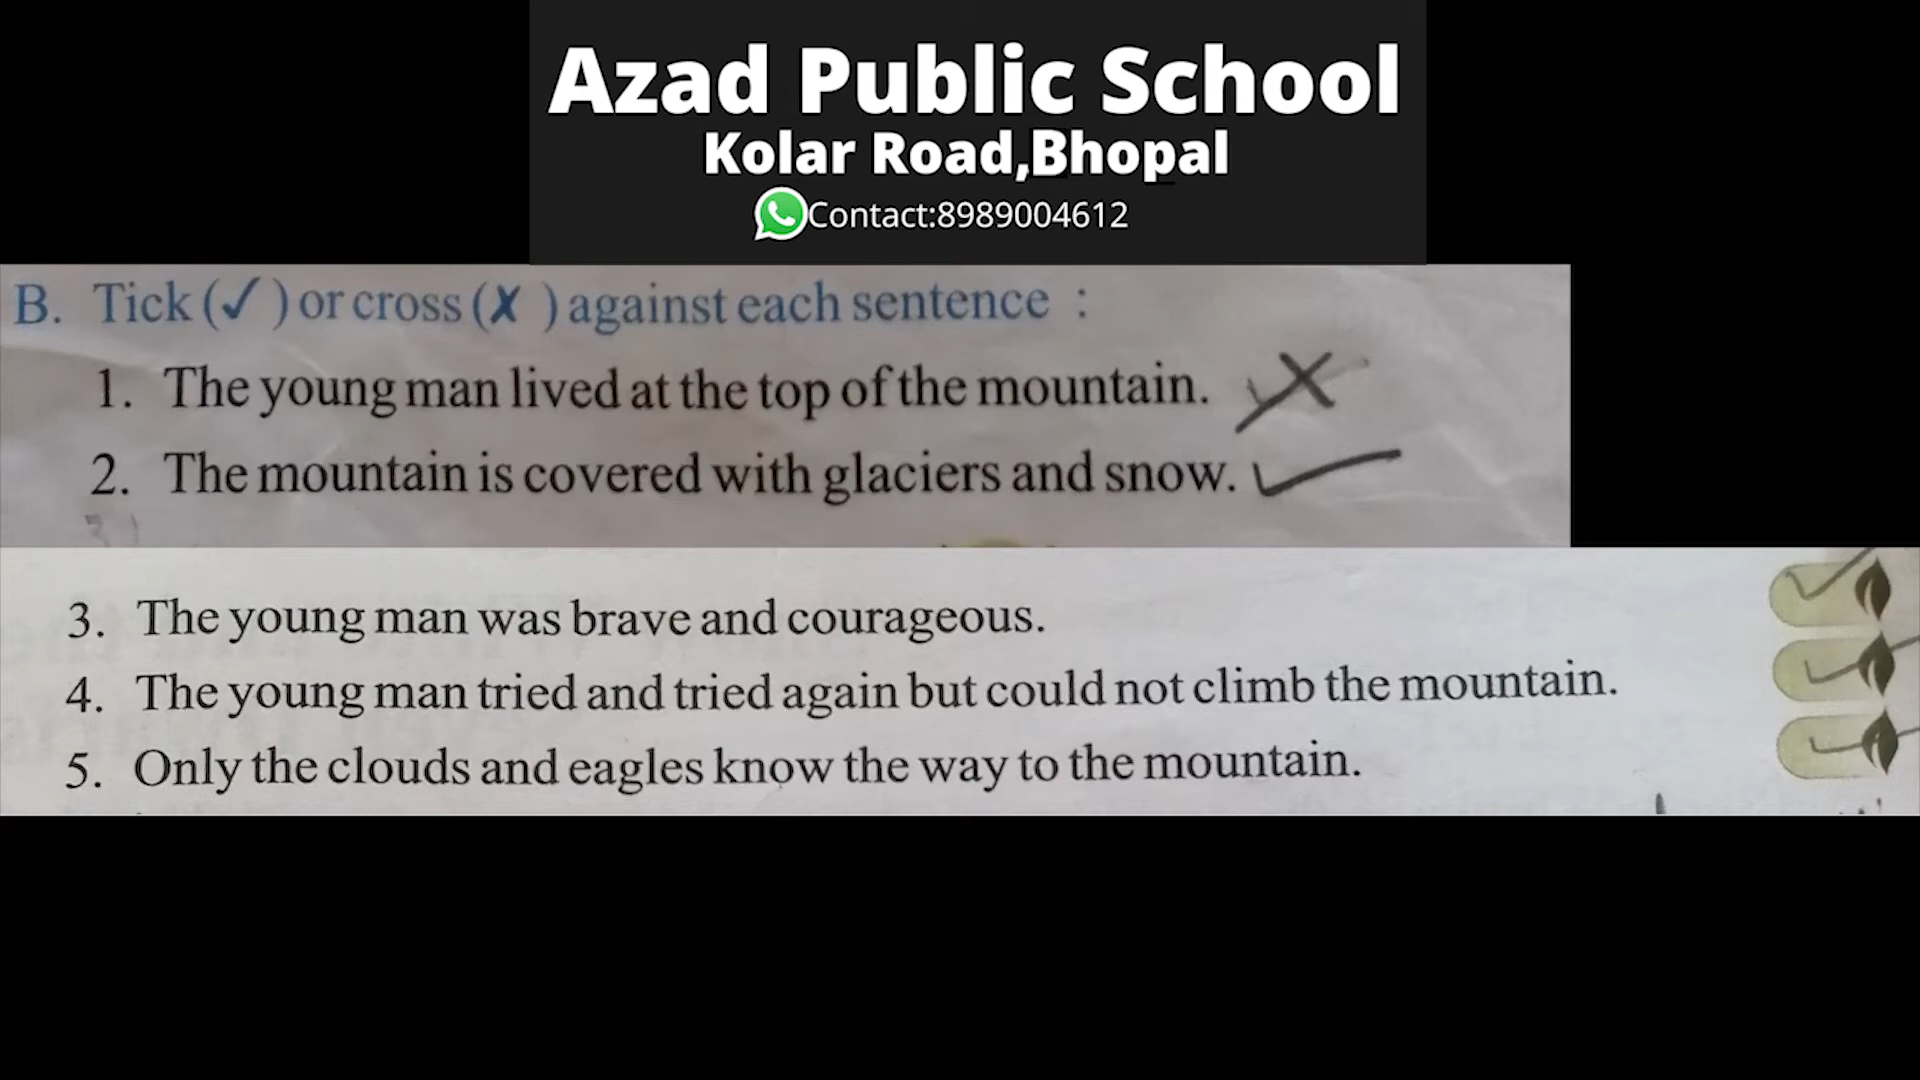 Azad Public School
Kolar Road,Bhopal
Contact:8989004612
B. Tick (✓) or cross (✗) against each sentence :
1. The young man lived at the top of the mountain. ✗
2. The mountain is covered with glaciers and snow. ✓
3. The young man was brave and courageous. ✓
4. The young man tried and tried again but could not climb the mountain. ✓
5. Only the clouds and eagles know the way to the mountain. ✓